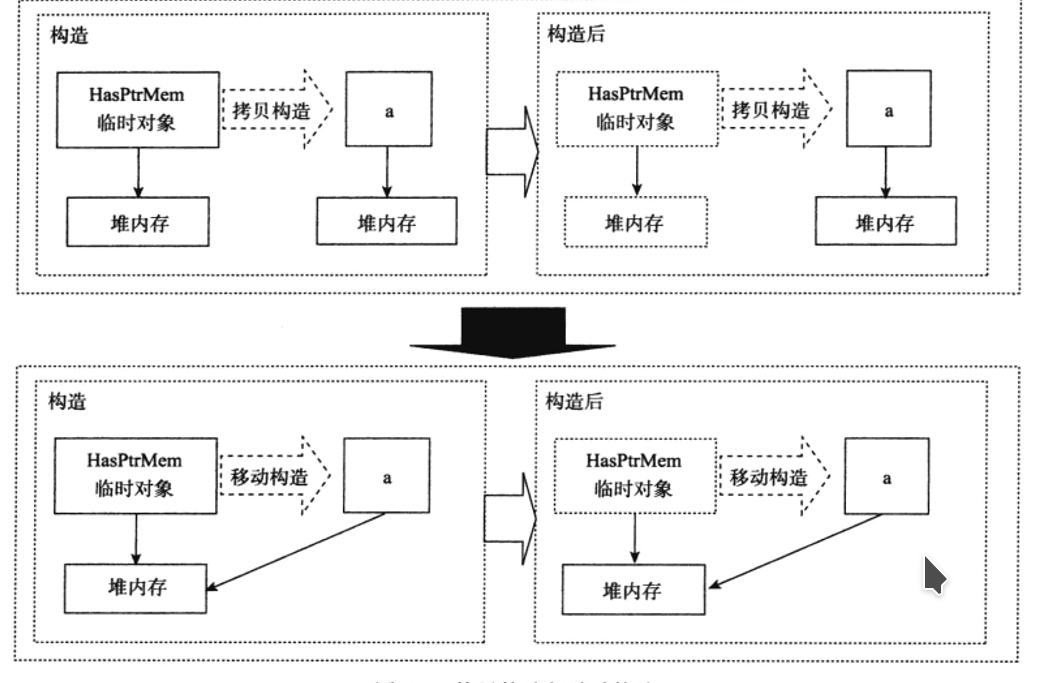 构造
HasPtrMem
临时对象
拷贝构造
a
堆内存
堆内存
构造后
HasPtrMem
临时对象
拷贝构造
a
堆内存
堆内存
构造
HasPtrMem
临时对象
移动构造
a
堆内存
构造后
HasPtrMem
临时对象
移动构造
a
堆内存